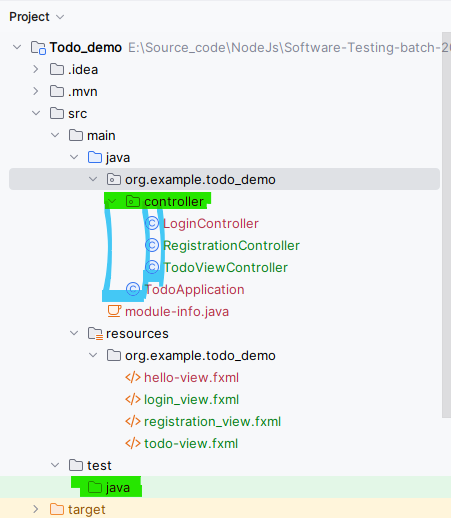 Project
Todo_demo E:\Source_code\NodeJs\Software-Testing-batch-2
.idea
.mvn
src
main
java
org.example.todo_demo
controller
LoginController
RegistrationController
TodoViewController
TodoApplication
module-info.java
resources
org.example.todo_demo
hello-view.fxml
login_view.fxml
registration_view.fxml
todo-view.fxml
test
java
target